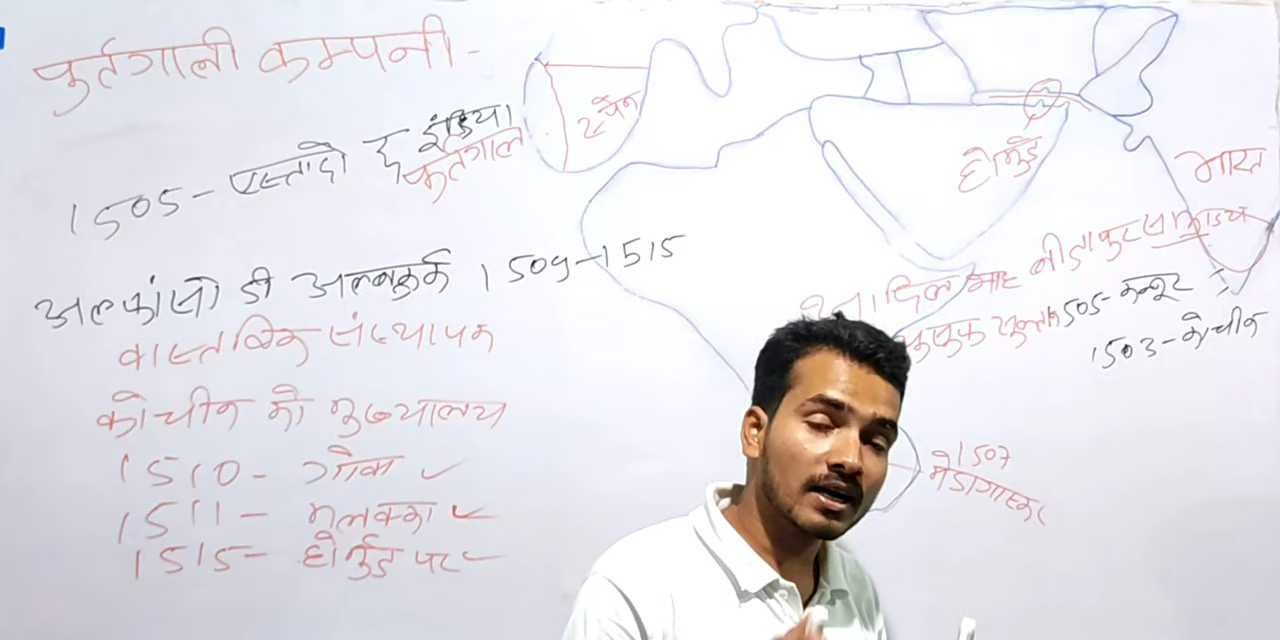 पुर्तगाली कम्पनी -
1505 - एस्तादो द इंडिया
पुर्तगाल
स्पेन
अल्फांसो डी अल्बुकर्क 1509-1515
वास्तविक संस्थापक
कोचीन को मुख्यालय
1510 - गोवा ✓
1511 - मलक्का ✓
1515 - होर्मुज पर ✓
होर्मुज
भारत
1505 - कन्नूर
1503 - कोचीन
1507
मेडागास्कर